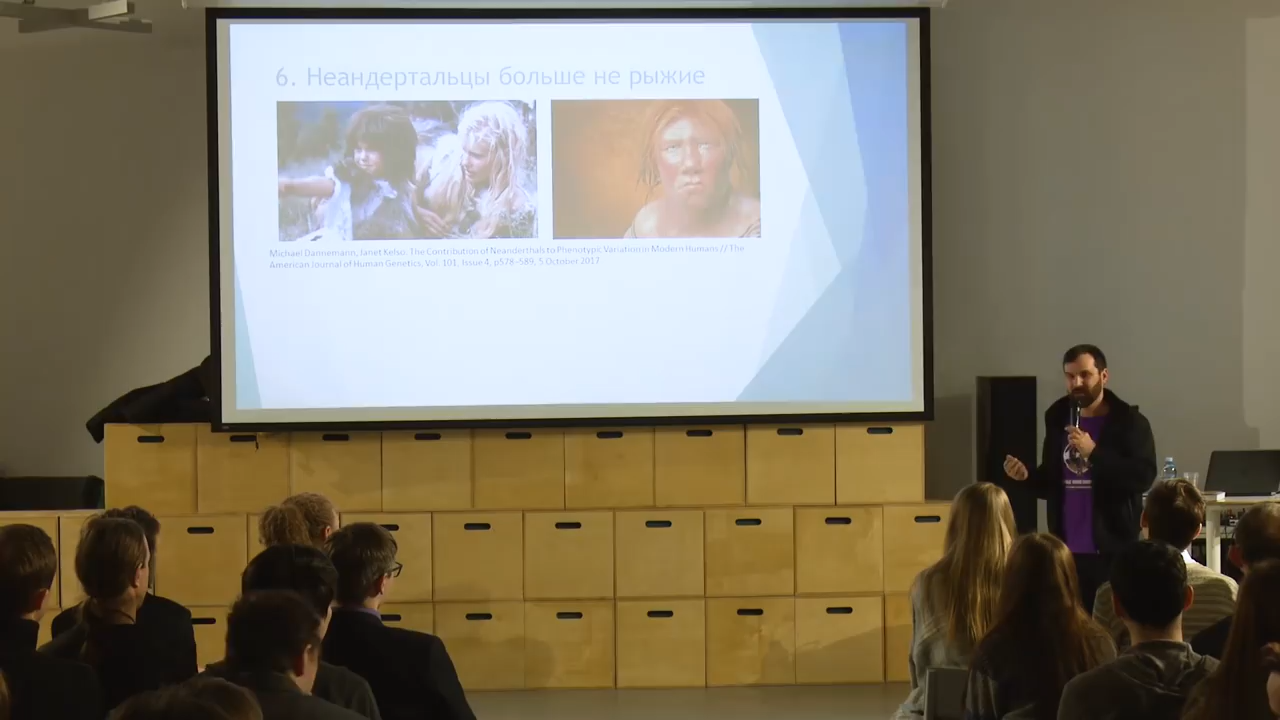 6. Неандертальцы больше не рыжие
Michael Dannemann, Janet Kelso. The Contribution of Neanderthals to Phenotypic Variation in Modern Humans // The
American Journal of Human Genetics, Vol. 101, Issue 4, p578–589, 5 October 2017